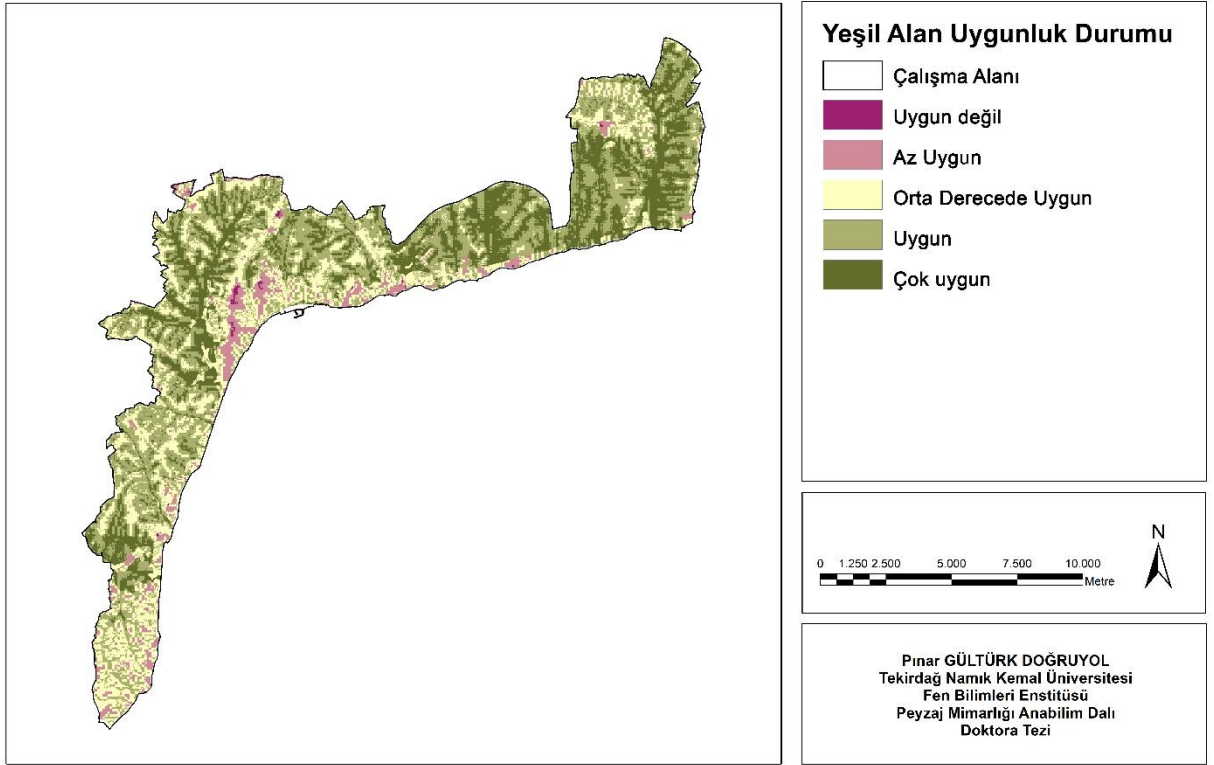 Yeşil Alan Uygunluk Durumu
Çalışma Alanı
Uygun değil
Az Uygun
Orta Derecede Uygun
Uygun
Çok uygun
N
0 1.250 2.500 5.000 7.500 10.000
Metre
Pınar GÜLTÜRK DOĞRUYOL
Tekirdağ Namık Kemal Üniversitesi
Fen Bilimleri Enstitüsü
Peyzaj Mimarlığı Anabilim Dalı
Doktora Tezi